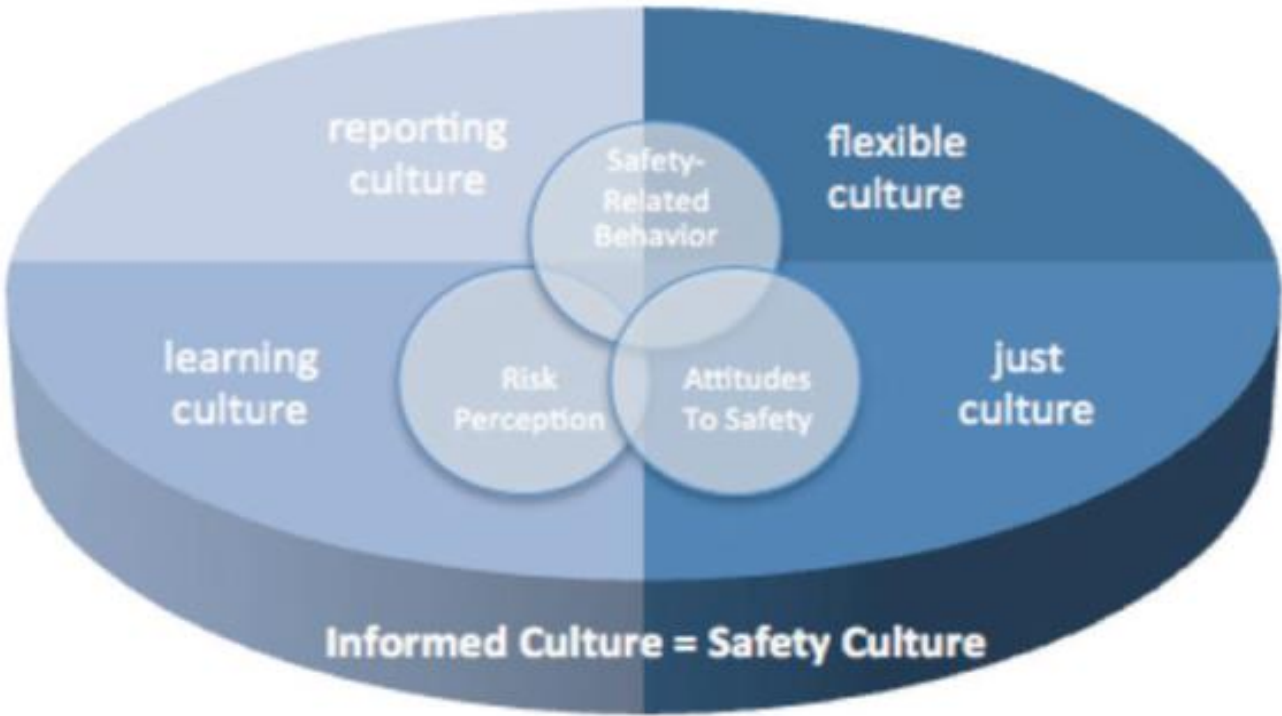 reporting
culture
flexible
culture
Safety-
Related
Behavior
learning
culture
Risk
Perception
Attitudes
To Safety
just
culture
Informed Culture = Safety Culture